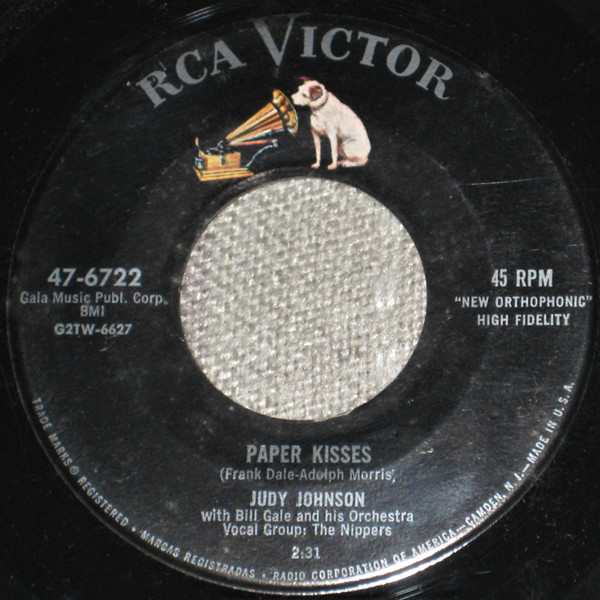 RCA VICTOR
47-6722
Gala Music Publ. Corp.
BMI
G2TW-6627
45 RPM
"NEW ORTHOPHONIC"
HIGH FIDELITY
PAPER KISSES
(Frank Dale-Adolph Morris)
JUDY JOHNSON
with Bill Gale and his Orchestra
Vocal Group: The Nippers
2:31
TRADE MARKS ® REGISTERED • MARCAS REGISTRADAS • RADIO CORPORATION OF AMERICA—CAMDEN, N. J.—MADE IN U. S. A.